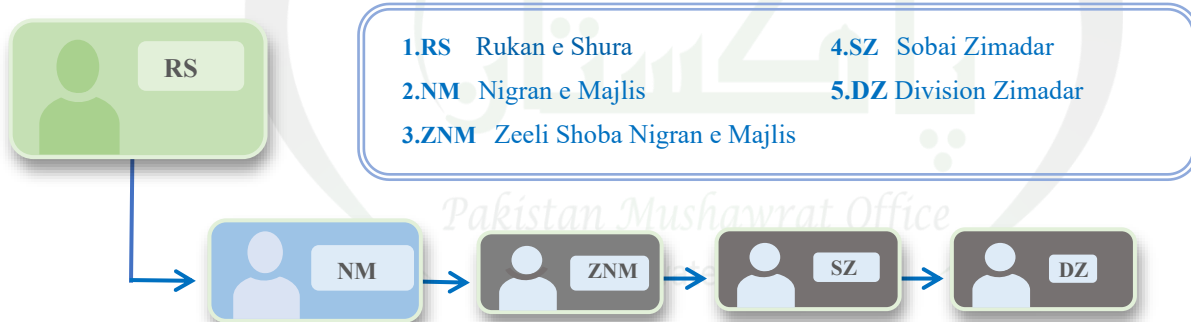 RS
1.RS Rukan e Shura
4.SZ Sobai Zimadar
2.NM Nigran e Majlis
5.DZ Division Zimadar
3.ZNM Zeeli Shoba Nigran e Majlis
پاکستان
Pakistan Mushawrat Office
NM
ZNM
SZ
DZ